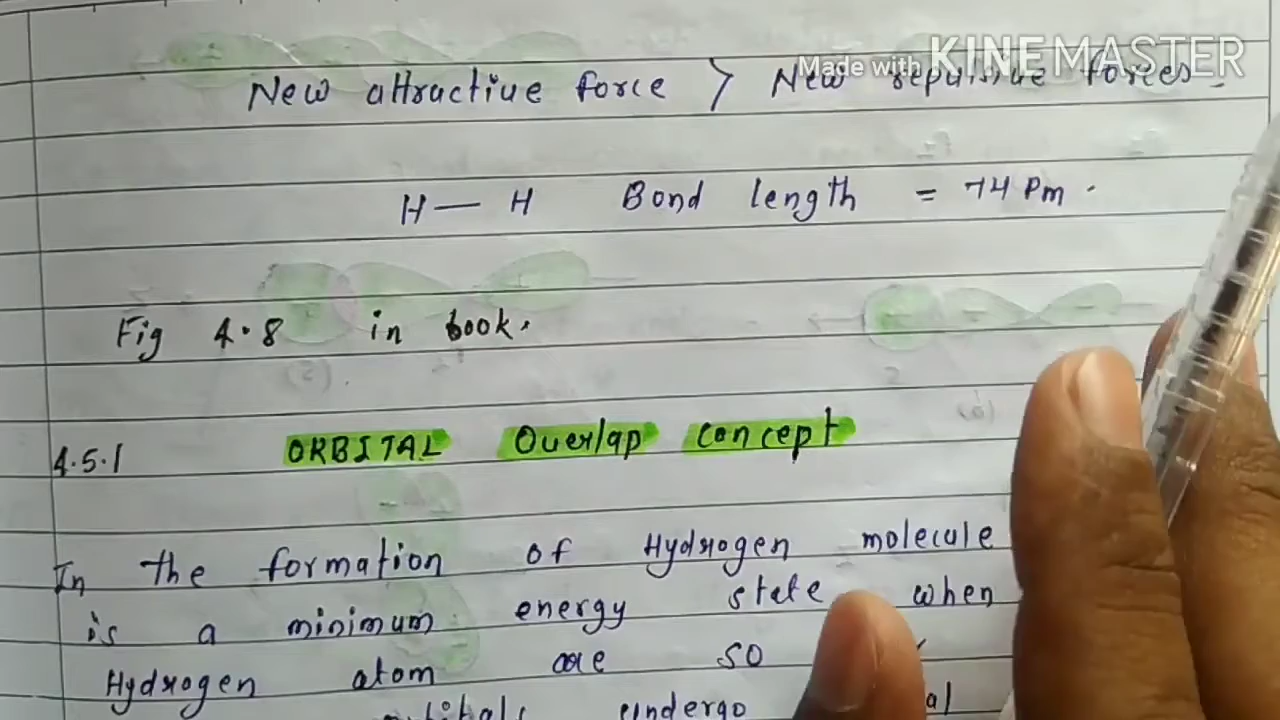 Made with KINEMASTER
New attractive force > New repulsive forces
H — H Bond length = 74 Pm.
Fig 4.8 in book.
4.5.1 ORBITAL Overlap concept
In the formation of Hydrogen molecule
is a minimum energy state when
Hydrogen atom are so
undergo